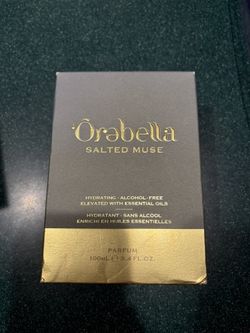 Ôrəbella
SALTED MUSE
HYDRATING · ALCOHOL-FREE
ELEVATED WITH ESSENTIAL OILS
HYDRATANT · SANS ALCOOL
ENRICHI EN HUILES ESSENTIELLES
PARFUM
100mL ℮ 3.4 FL.OZ.